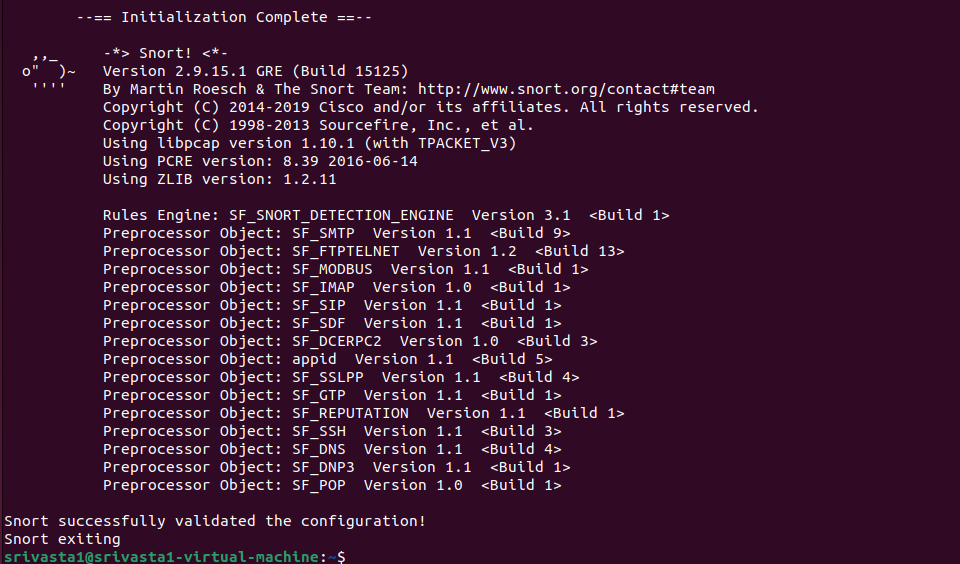 --== Initialization Complete ==--
,,_ -*> Snort! <*-
o" )~ Version 2.9.15.1 GRE (Build 15125)
'''' By Martin Roesch & The Snort Team: http://www.snort.org/contact#team
Copyright (C) 2014-2019 Cisco and/or its affiliates. All rights reserved.
Copyright (C) 1998-2013 Sourcefire, Inc., et al.
Using libpcap version 1.10.1 (with TPACKET_V3)
Using PCRE version: 8.39 2016-06-14
Using ZLIB version: 1.2.11
Rules Engine: SF_SNORT_DETECTION_ENGINE Version 3.1 <Build 1>
Preprocessor Object: SF_SMTP Version 1.1 <Build 9>
Preprocessor Object: SF_FTPTELNET Version 1.2 <Build 13>
Preprocessor Object: SF_MODBUS Version 1.1 <Build 1>
Preprocessor Object: SF_IMAP Version 1.0 <Build 1>
Preprocessor Object: SF_SIP Version 1.1 <Build 1>
Preprocessor Object: SF_SDF Version 1.1 <Build 1>
Preprocessor Object: SF_DCERPC2 Version 1.0 <Build 3>
Preprocessor Object: appid Version 1.1 <Build 5>
Preprocessor Object: SF_SSLPP Version 1.1 <Build 4>
Preprocessor Object: SF_GTP Version 1.1 <Build 1>
Preprocessor Object: SF_REPUTATION Version 1.1 <Build 1>
Preprocessor Object: SF_SSH Version 1.1 <Build 3>
Preprocessor Object: SF_DNS Version 1.1 <Build 4>
Preprocessor Object: SF_DNP3 Version 1.1 <Build 1>
Preprocessor Object: SF_POP Version 1.0 <Build 1>
Snort successfully validated the configuration!
Snort exiting
srivasta1@srivasta1-virtual-machine:~$